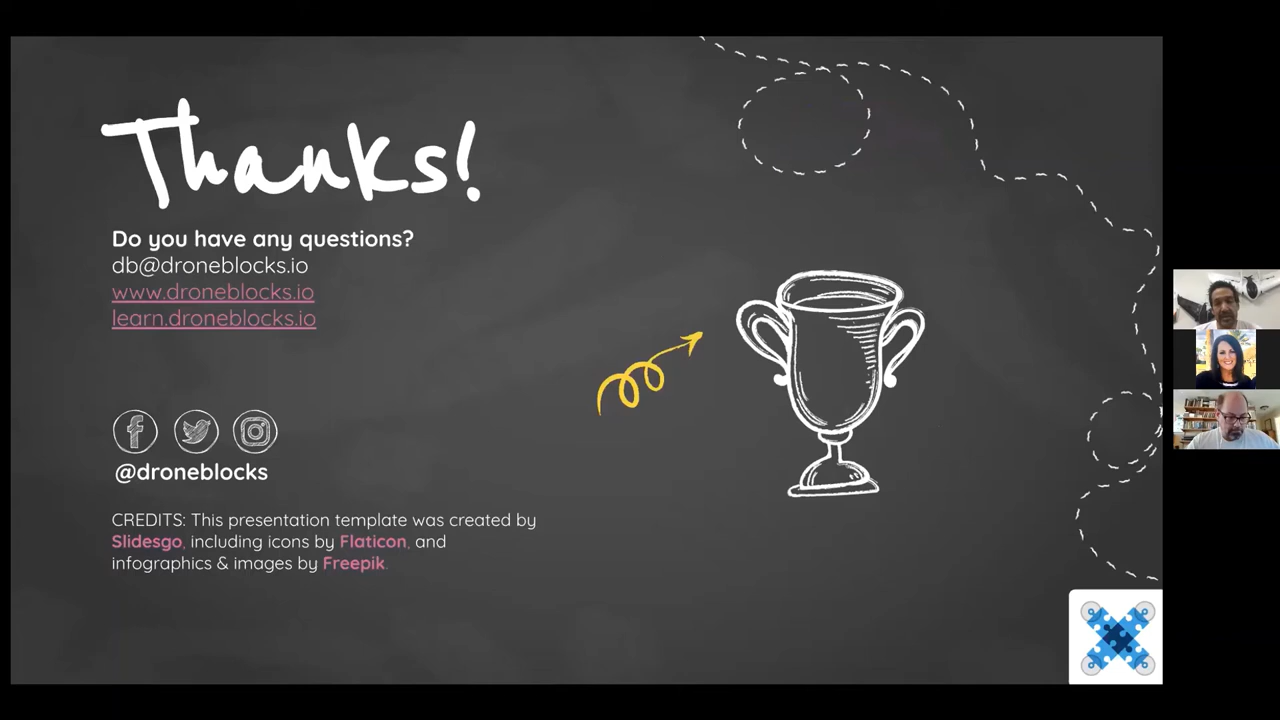 Thanks!
Do you have any questions?
db@droneblocks.io
www.droneblocks.io
learn.droneblocks.io
@droneblocks
CREDITS: This presentation template was created by
Slidesgo, including icons by Flaticon, and
infographics & images by Freepik.